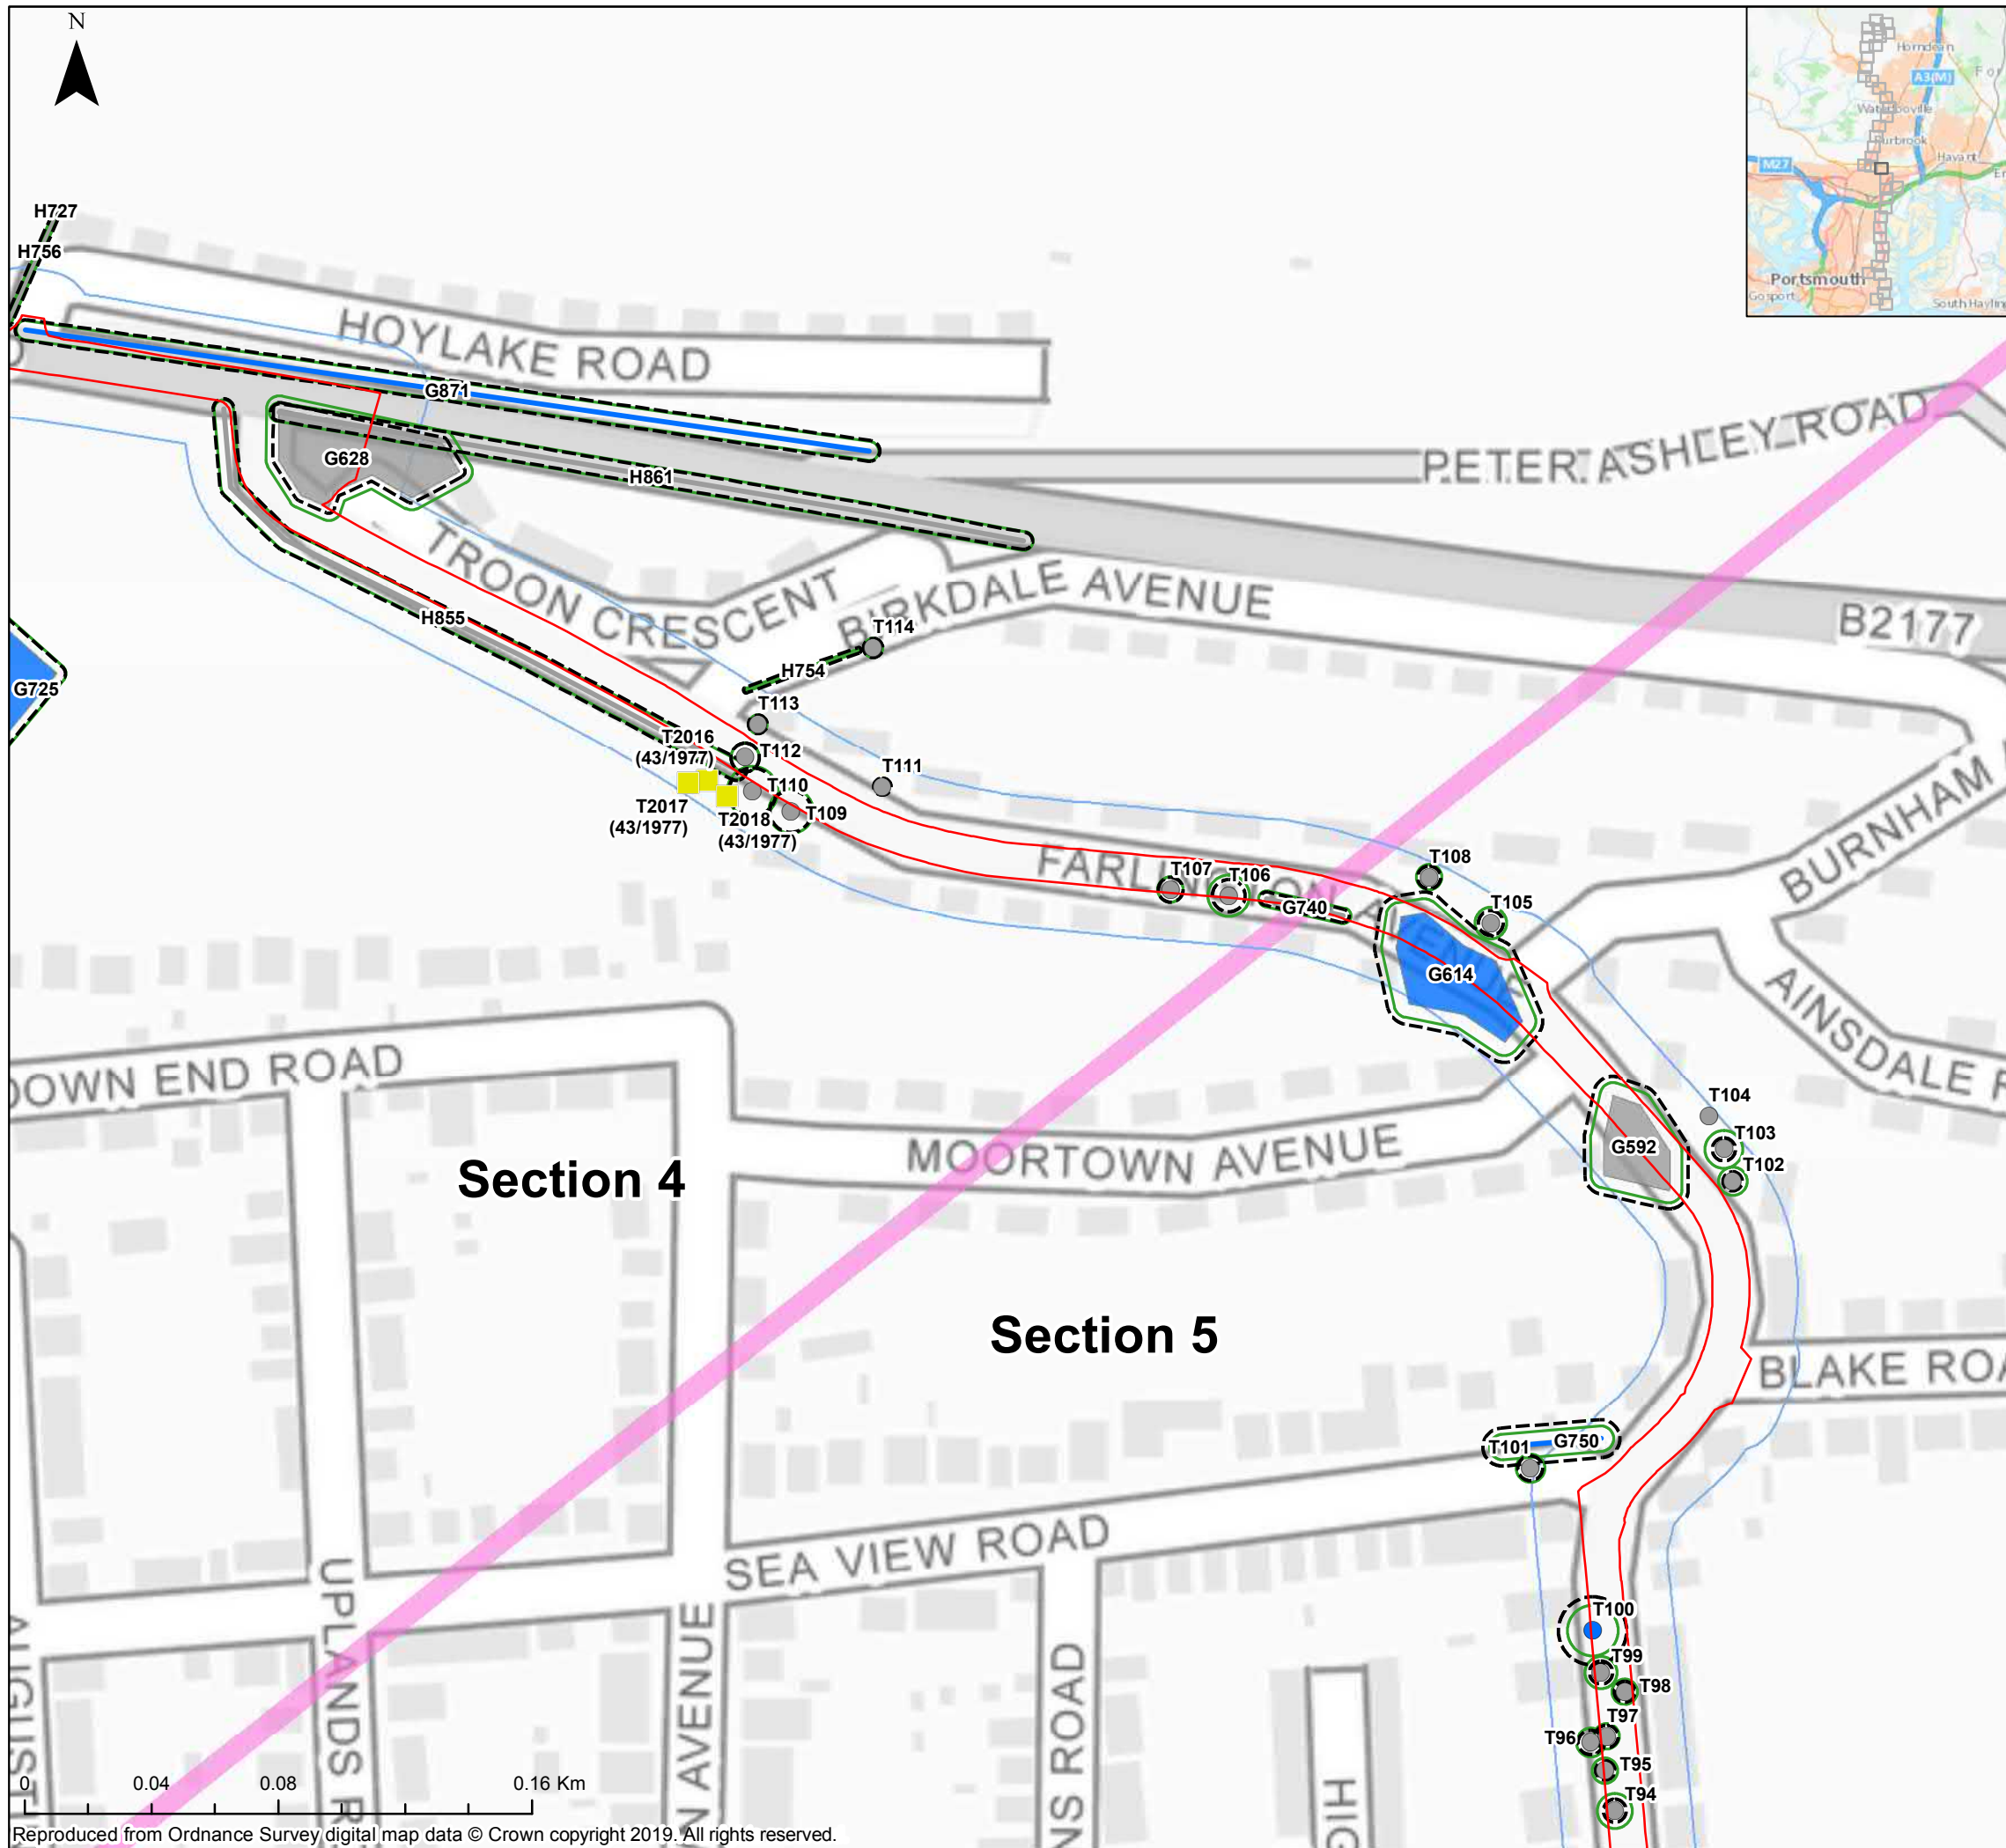 N
Horndean
A3(M)
For
Waterlooville
Purbrook
Havant
M27
Portsmouth
Gosport
South Hayling
H727
H756
HOYLAKE ROAD
G871
G628
H861
PETER ASHLEY ROAD
TROON CRESCENT
BIRKDALE AVENUE
B2177
H855
T114
H754
G725
T113
T2016
(43/1977)
T112
T111
T110
T2017
(43/1977)
T2018
(43/1977)
T109
BURNHAM
FARLINGTON AVENUE
T107
T106
T108
G740
T105
G614
AINSDALE R
DOWN END ROAD
T104
T103
G592
T102
MOORTOWN AVENUE
Section 4
Section 5
BLAKE ROA
T101
G750
SEA VIEW ROAD
UPLANDS R
AUGUST
N AVENUE
NS ROAD
HIG
T100
T99
T98
T97
T96
T95
T94
0 0.04 0.08 0.16 Km
Reproduced from Ordnance Survey digital map data © Crown copyright 2019. All rights reserved.